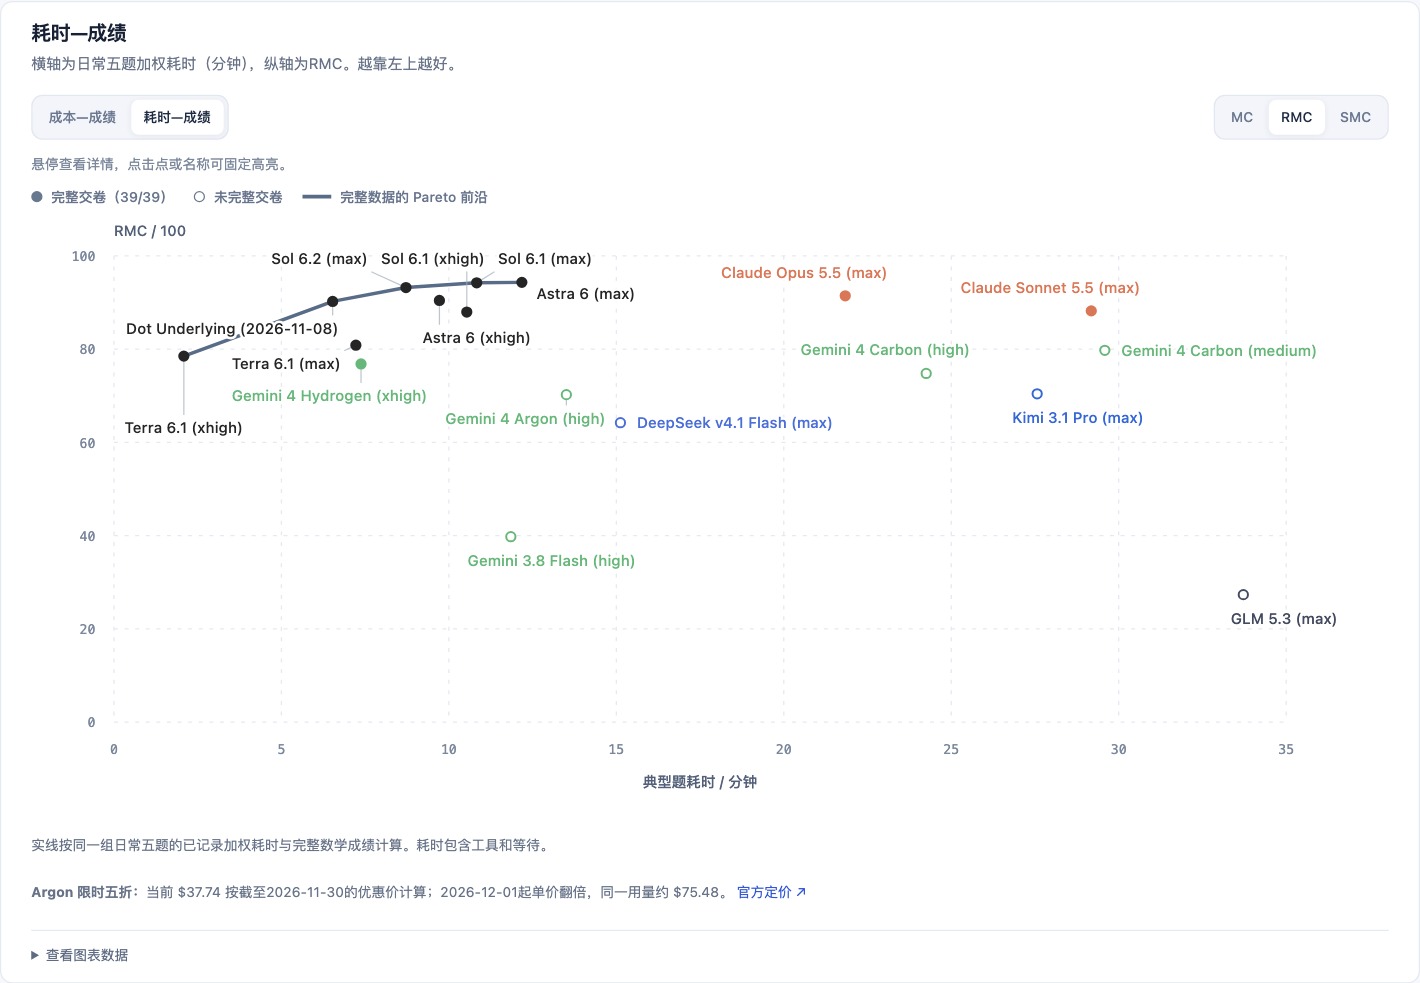 耗时—成绩
横轴为日常五题加权耗时（分钟），纵轴为RMC。越靠左上越好。
成本—成绩 耗时—成绩 MC RMC SMC
悬停查看详情，点击点或名称可固定高亮。
完整交卷（39/39） 未完整交卷 完整数据的 Pareto 前沿
RMC / 100
100
Sol 6.2 (max) Sol 6.1 (xhigh) Sol 6.1 (max)
Claude Opus 5.5 (max)
Claude Sonnet 5.5 (max)
Astra 6 (max)
Dot Underlying (2026-11-08)
Astra 6 (xhigh)
80
Gemini 4 Carbon (high)
Gemini 4 Carbon (medium)
Terra 6.1 (max)
Gemini 4 Hydrogen (xhigh)
Gemini 4 Argon (high)
Kimi 3.1 Pro (max)
DeepSeek v4.1 Flash (max)
Terra 6.1 (xhigh)
60
40
Gemini 3.8 Flash (high)
GLM 5.3 (max)
20
0
0 5 10 15 20 25 30 35
典型题耗时 / 分钟
实线按同一组日常五题的已记录加权耗时与完整数学成绩计算。耗时包含工具和等待。
Argon 限时五折：当前 $37.74 按截至2026-11-30的优惠价计算；2026-12-01起单价翻倍，同一用量约 $75.48。 官方定价 ↗
▶ 查看图表数据